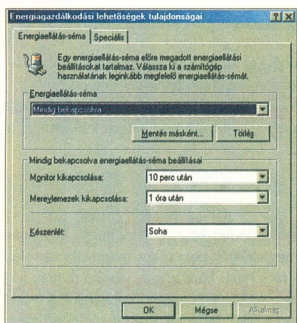 Energiagazdálkodási lehetőségek tulajdonságai
Energiaellátás-séma
Speciális
Egy energiaellátás-séma előre megadott energiaellátási
beállításokat tartalmaz. Válassza ki a számítógép
használatának leginkább megfelelő energiaellátás-sémát.
Energiaellátás-séma
Mindig bekapcsolva
Mentés másként...
Törlés
Mindig bekapcsolva energiaellátás-séma beállításai
Monitor kikapcsolása:
10 perc után
Merevlemezek kikapcsolása:
1 óra után
Készenlét:
Soha
OK
Mégse
Alkalmaz